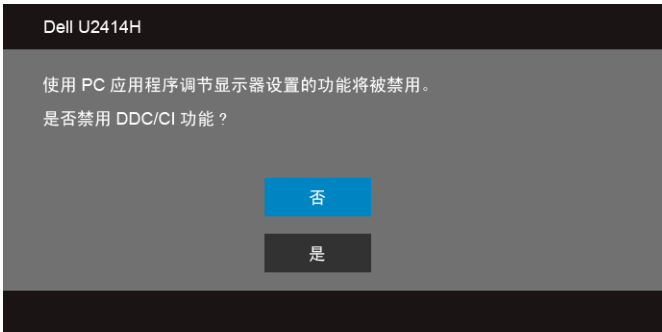 Dell U2414H
使用 PC 应用程序调节显示器设置的功能将被禁用。
是否禁用 DDC/CI 功能？
否
是